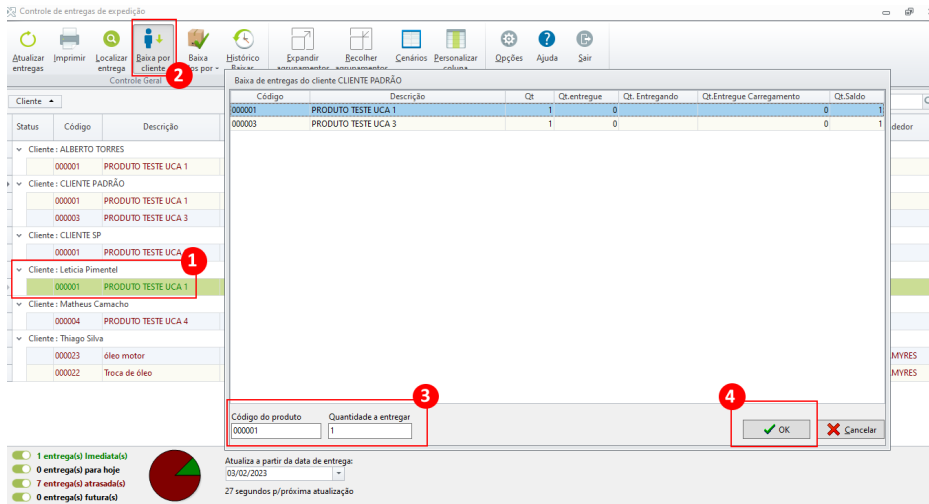 Controle de entregas de expedição
Atualizar entregas
Imprimir
Localizar entrega
Baixa por cliente
Baixa
Histórico
Expandir
Recolher
Cenários
Personalizar
Opções
Ajuda
Sair
2
Controle Geral
Baixa de entregas do cliente CLIENTE PADRÃO
Código Descrição Qt Qt.entregue Qt. Entregando Qt.Entregue Carregamento Qt.Saldo
000001 PRODUTO TESTE UCA 1 1 0 0 1
000003 PRODUTO TESTE UCA 3 1 0 0 1
Cliente
Status Código Descrição dedor
Cliente : ALBERTO TORRES
000001 PRODUTO TESTE UCA 1
Cliente : CLIENTE PADRÃO
000001 PRODUTO TESTE UCA 1
000003 PRODUTO TESTE UCA 3
Cliente : CLIENTE SP
000001 PRODUTO TESTE UCA
1
Cliente : Leticia Pimentel
000001 PRODUTO TESTE UCA 1
Cliente : Matheus Camacho
000004 PRODUTO TESTE UCA 4
Cliente : Thiago Silva
000023 óleo motor MYRES
000022 Troca de óleo MYRES
3
4
Código do produto Quantidade a entregar
000001 1
OK
Cancelar
1 entrega(s) Imediata(s)
0 entrega(s) para hoje
7 entrega(s) atrasada(s)
0 entrega(s) futura(s)
Atualiza a partir da data de entrega:
03/02/2023
27 segundos p/próxima atualização